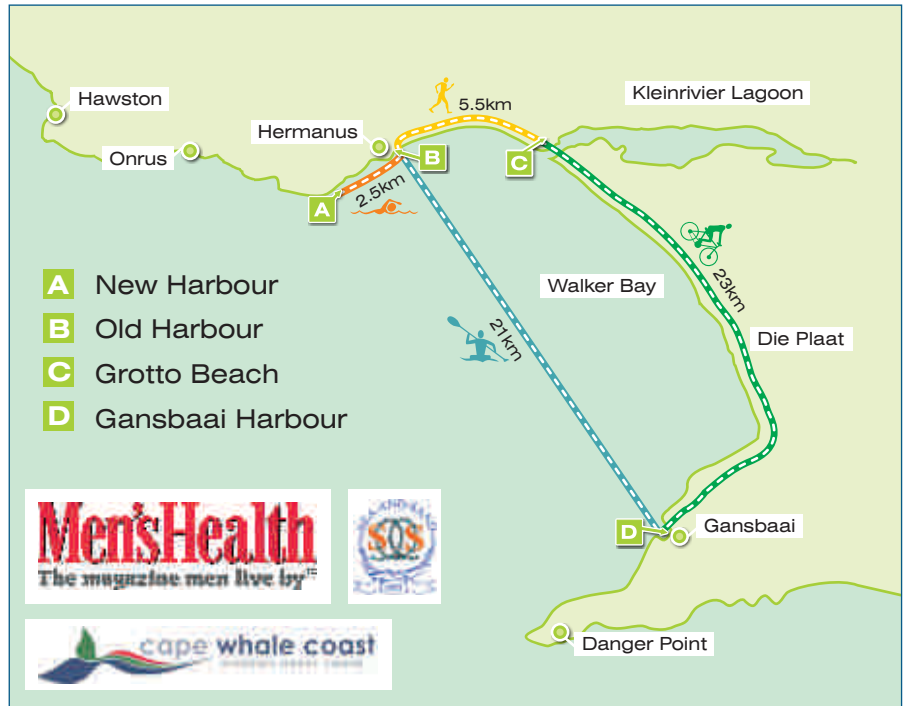 Hawston
Onrus
Hermanus
5.5km
Kleinrivier Lagoon
B
C
A
2.5km
21km
23km
Walker Bay
Die Plaat
A New Harbour
B Old Harbour
C Grotto Beach
D Gansbaai Harbour
D
Gansbaai
Danger Point
Men'sHealth
The magazine men live by™
SOS
cape whale coast